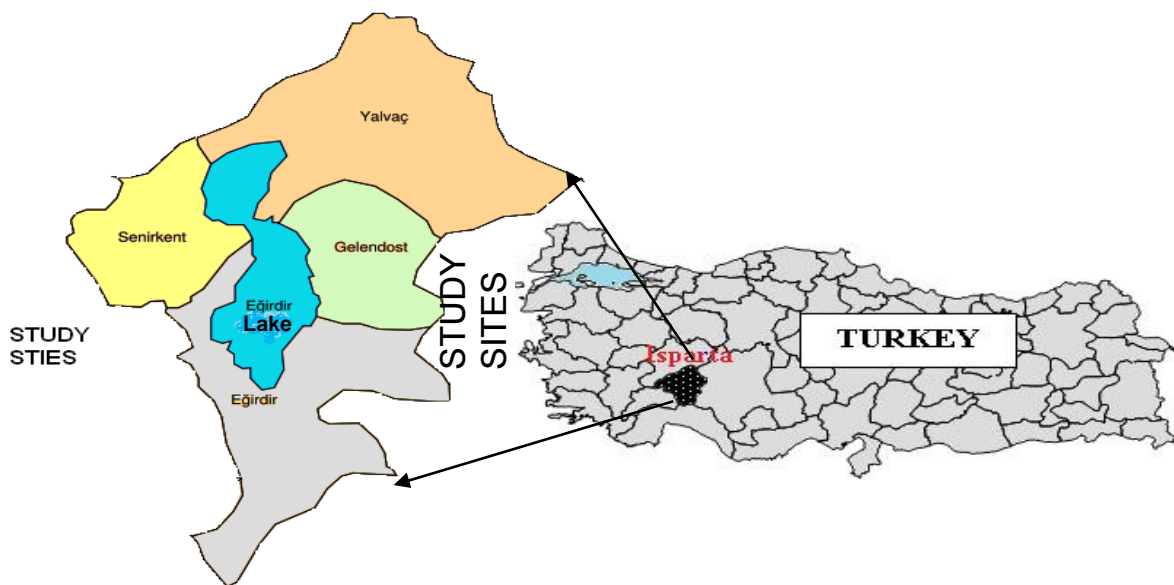 Yalvaç
Senirkent
Gelendost
Eğirdir
Lake
Eğirdir
STUDY
STIES
STUDY
SITES
Isparta
TURKEY